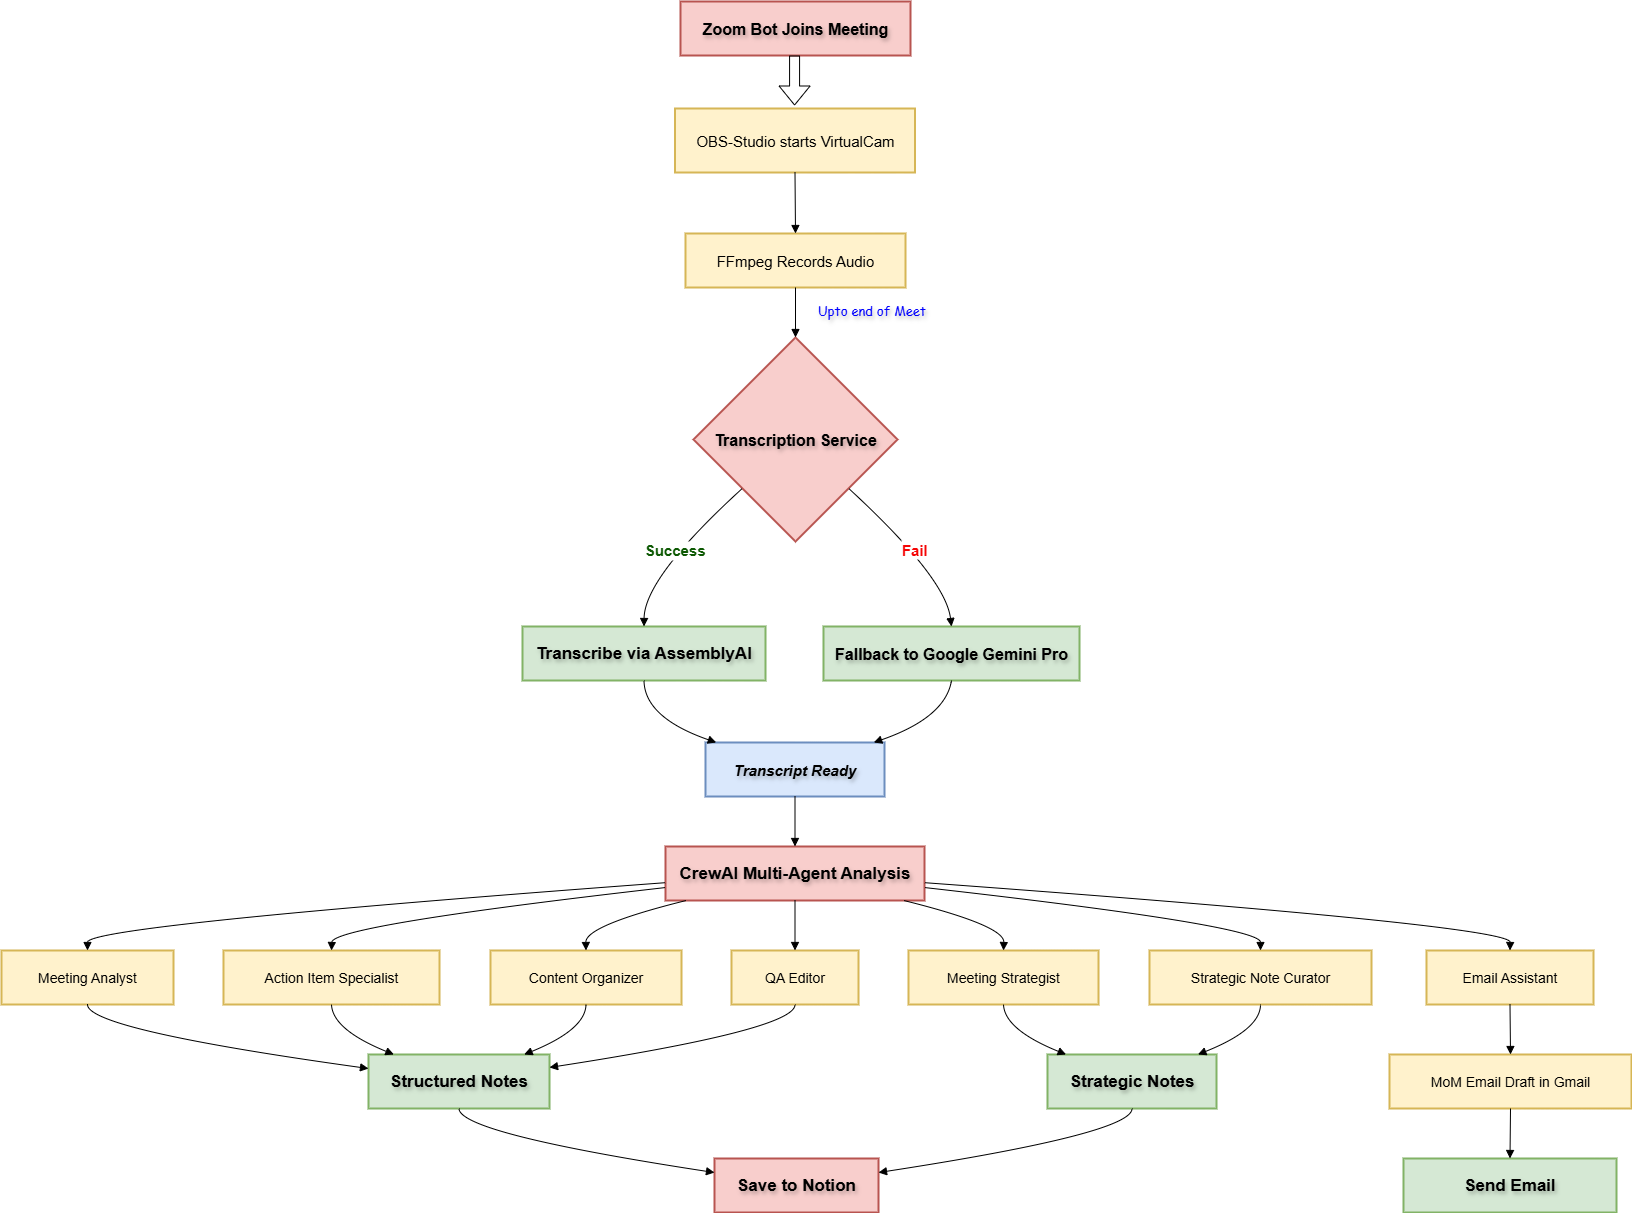 Zoom Bot Joins Meeting
OBS-Studio starts VirtualCam
FFmpeg Records Audio
Upto end of Meet
Transcription Service
Success
Fail
Transcribe via AssemblyAI
Fallback to Google Gemini Pro
Transcript Ready
CrewAI Multi-Agent Analysis
Meeting Analyst
Action Item Specialist
Content Organizer
QA Editor
Meeting Strategist
Strategic Note Curator
Email Assistant
Structured Notes
Strategic Notes
MoM Email Draft in Gmail
Save to Notion
Send Email